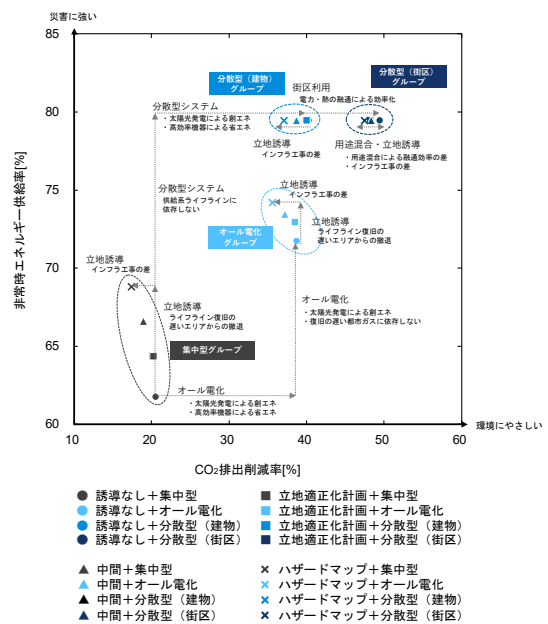 災害に強い
85
80
75
70
65
60
10
20
30
40
50
60
非常時エネルギー供給率[%]
CO2排出削減率[%]
環境にやさしい
分散型（建物）
グループ
分散型（街区）
グループ
街区利用
電力・熱の融通による効率化
分散型システム
・太陽光発電による創エネ
・高効率機器による省エネ
立地誘導
インフラ工事の差
用途混合・立地誘導
・用途混合による融通効率の差
・インフラ工事の差
分散型システム
供給系ライフラインに
依存しない
立地誘導
インフラ工事の差
オール電化
グループ
立地誘導
ライフライン復旧の
遅いエリアからの撤退
立地誘導
インフラ工事の差
立地誘導
ライフライン復旧の
遅いエリアからの撤退
オール電化
・太陽光発電による創エネ
・復旧の遅い都市ガスに依存しない
集中型グループ
オール電化
・太陽光発電による創エネ
・高効率機器による省エネ
誘導なし＋集中型
誘導なし＋オール電化
誘導なし＋分散型（建物）
誘導なし＋分散型（街区）
立地適正化計画＋集中型
立地適正化計画＋オール電化
立地適正化計画＋分散型（建物）
立地適正化計画＋分散型（街区）
中間＋集中型
中間＋オール電化
中間＋分散型（建物）
中間＋分散型（街区）
ハザードマップ＋集中型
ハザードマップ＋オール電化
ハザードマップ＋分散型（建物）
ハザードマップ＋分散型（街区）